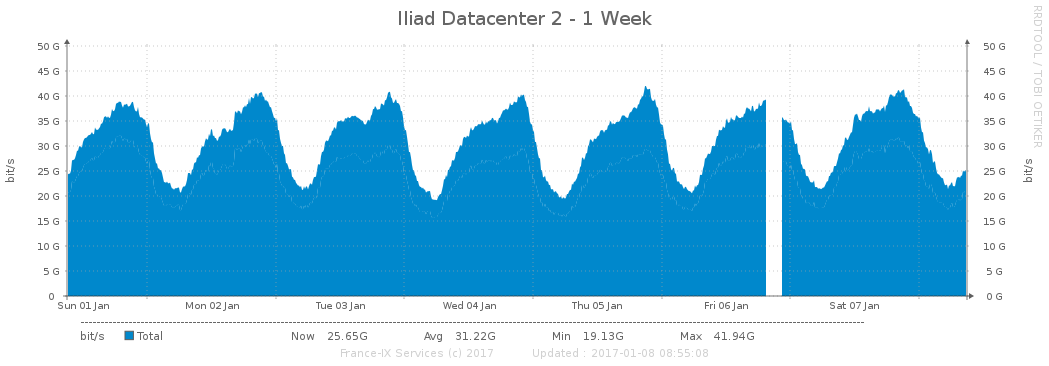 Iliad Datacenter 2 - 1 Week
RRDTOOL / TOBI OETIKER
bit/s
50 G 50 G
45 G 45 G
40 G 40 G
35 G 35 G
30 G 30 G
25 G 25 G
20 G 20 G
15 G 15 G
10 G 10 G
5 G 5 G
0 0 G
bit/s
Sun 01 Jan Mon 02 Jan Tue 03 Jan Wed 04 Jan Thu 05 Jan Fri 06 Jan Sat 07 Jan
bit/s Total Now 25.65G Avg 31.22G Min 19.13G Max 41.94G
France-IX Services (c) 2017 Updated : 2017-01-08 08:55:08